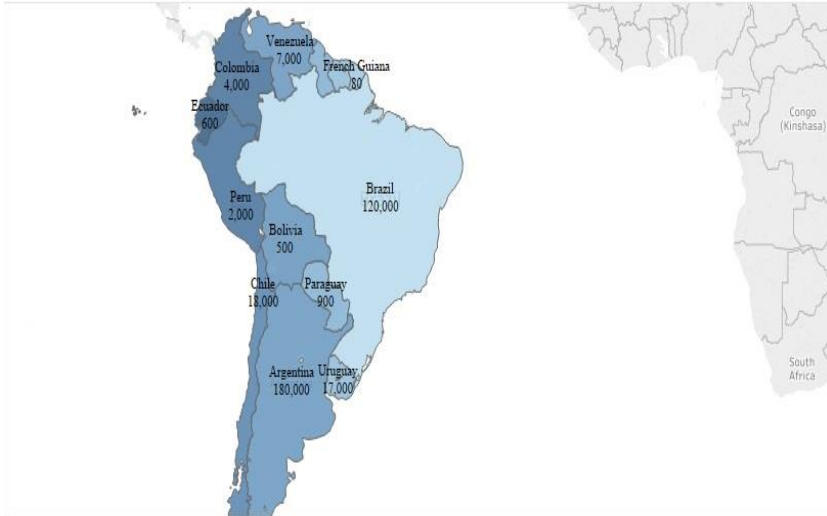 Venezuela
7,000
Colombia
4,000
French Guiana
80
Ecuador
600
Congo
(Kinshasa)
Brazil
120,000
Peru
2,000
Bolivia
500
Chile
18,000
Paraguay
900
Argentina
180,000
Uruguay
17,000
South
Africa